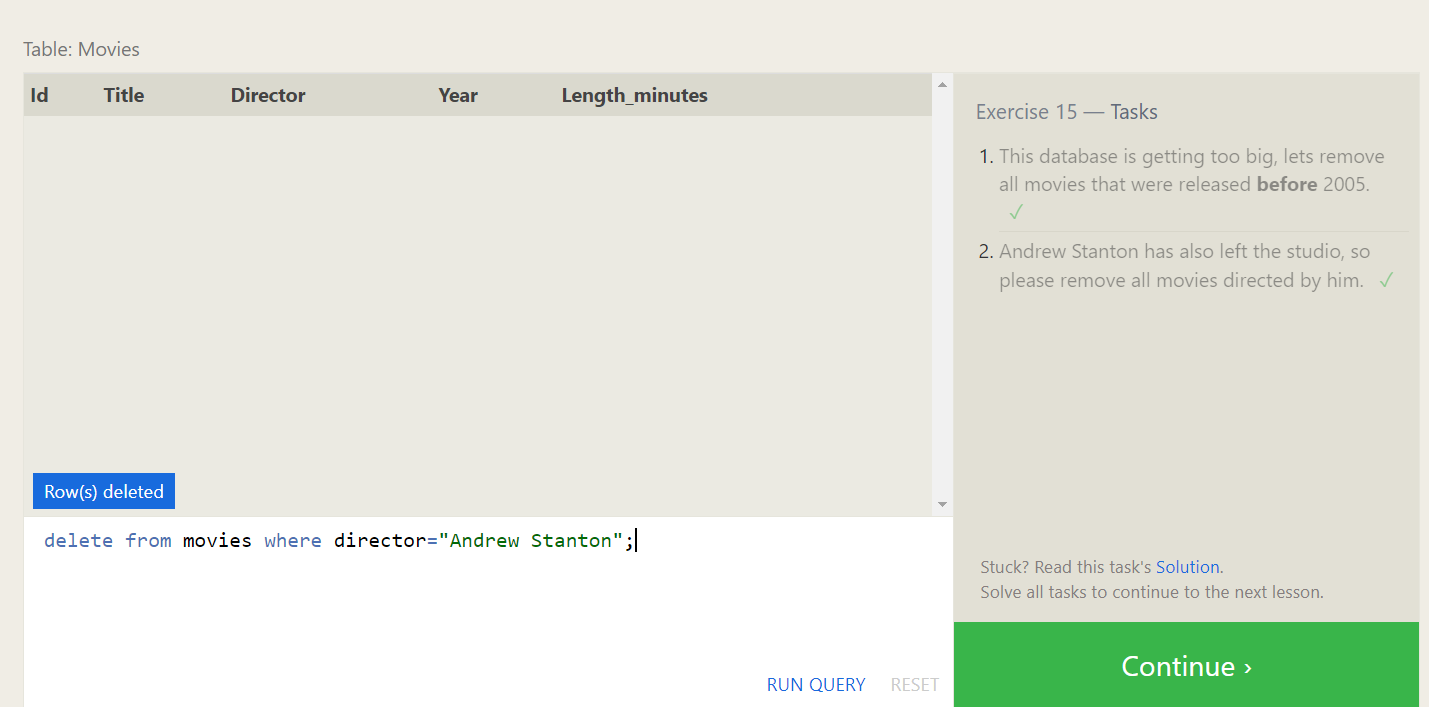 Table: Movies
Id Title Director Year Length_minutes
Row(s) deleted
delete from movies where director="Andrew Stanton";
RUN QUERY RESET
Exercise 15 — Tasks
1. This database is getting too big, lets remove
all movies that were released before 2005.
✓
2. Andrew Stanton has also left the studio, so
please remove all movies directed by him. ✓
Stuck? Read this task's Solution.
Solve all tasks to continue to the next lesson.
Continue ›